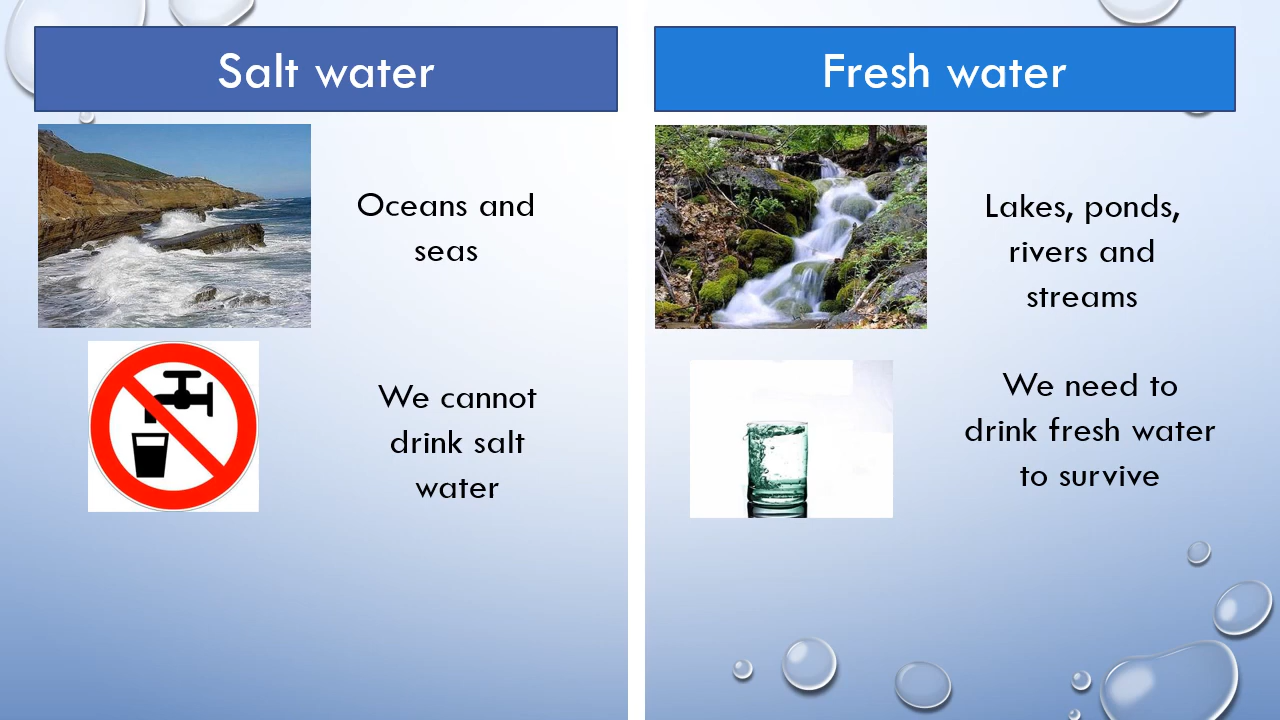 Salt water
Oceans and
seas
We cannot
drink salt
water
Fresh water
Lakes, ponds,
rivers and
streams
We need to
drink fresh water
to survive